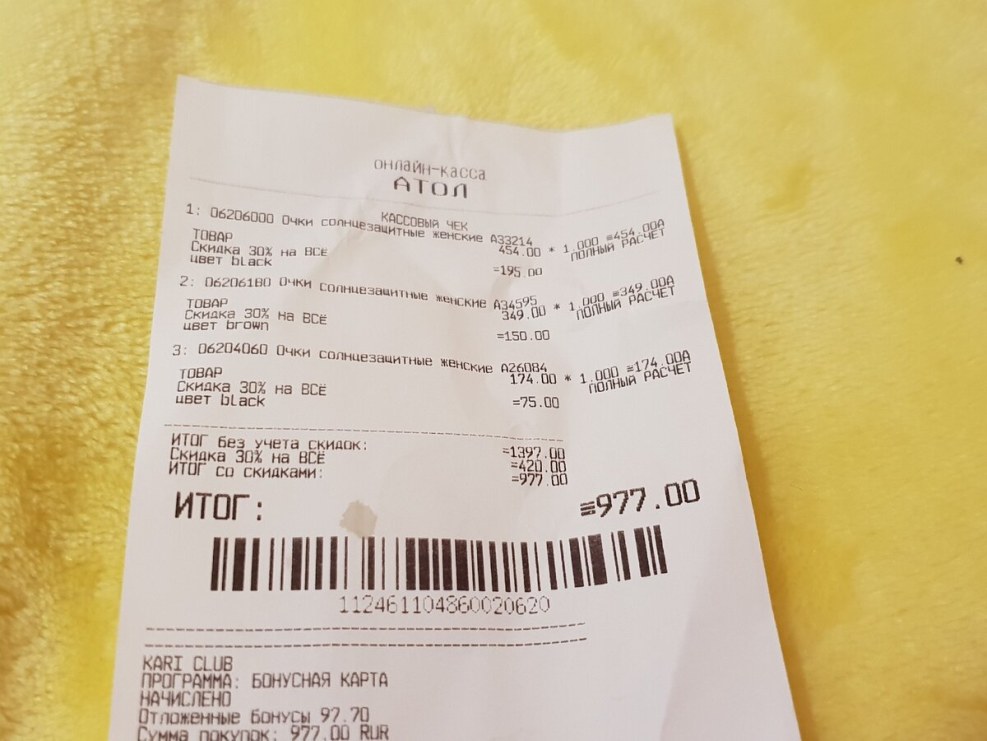 онлайн-касса
АТОЛ
КАССОВЫЙ ЧЕК
1: 06206000 Очки солнцезащитные женские А33214
454.00 * 1.000 ≡454.00А
ТОВАР ПОЛНЫЙ РАСЧЕТ
Скидка 30% на ВСЁ =195.00
цвет black
2: 06206180 Очки солнцезащитные женские А34595
349.00 * 1.000 ≡349.00А
ТОВАР ПОЛНЫЙ РАСЧЕТ
Скидка 30% на ВСЁ =150.00
цвет brown
3: 06204060 Очки солнцезащитные женские А26084
174.00 * 1.000 ≡174.00А
ТОВАР ПОЛНЫЙ РАСЧЕТ
Скидка 30% на ВСЁ =75.00
цвет black
ИТОГ без учета скидок: =1397.00
Скидка 30% на ВСЁ =420.00
ИТОГ со скидками: =977.00
ИТОГ: ≡977.00
112461104860020620
KARI CLUB
ПРОГРАММА: БОНУСНАЯ КАРТА
НАЧИСЛЕНО
Отложенные бонусы 97.70
Сумма покупок: 977.00 RUR